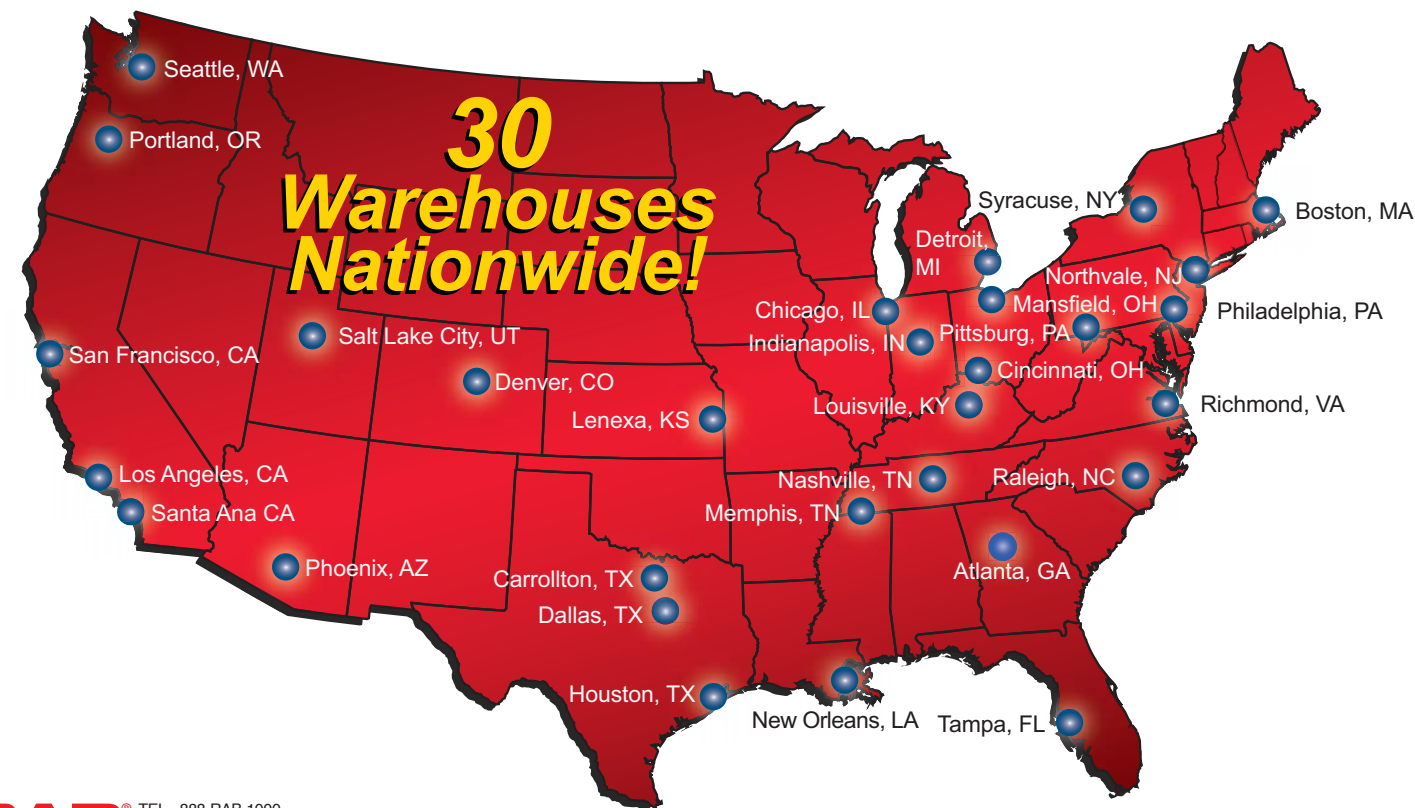 30
Warehouses
Nationwide!
Seattle, WA
Portland, OR
San Francisco, CA
Salt Lake City, UT
Denver, CO
Lenexa, KS
Los Angeles, CA
Santa Ana CA
Phoenix, AZ
Carrollton, TX
Dallas, TX
Houston, TX
New Orleans, LA
Tampa, FL
Atlanta, GA
Memphis, TN
Nashville, TN
Raleigh, NC
Louisville, KY
Cincinnati, OH
Richmond, VA
Indianapolis, IN
Pittsburg, PA
Chicago, IL
Mansfield, OH
Philadelphia, PA
Northvale, NJ
Detroit,
MI
Syracuse, NY
Boston, MA